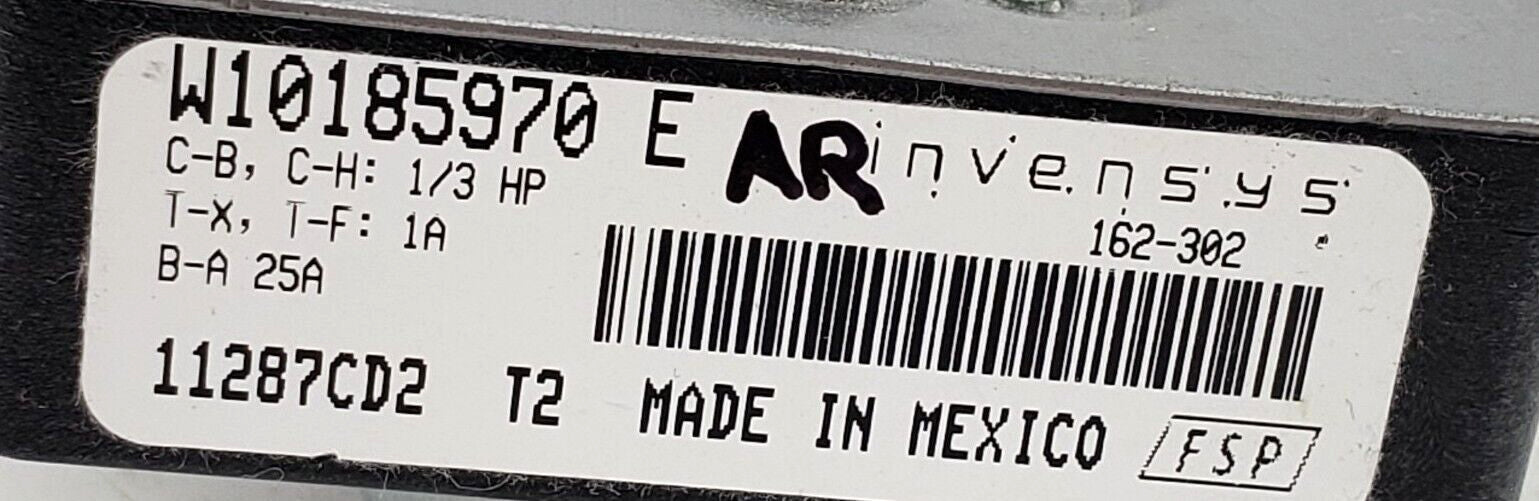 W10185970 E AR invensys
C-B, C-H: 1/3 HP
162-302
T-X, T-F: 1A
B-A 25A
11287CD2 T2 MADE IN MEXICO FSP